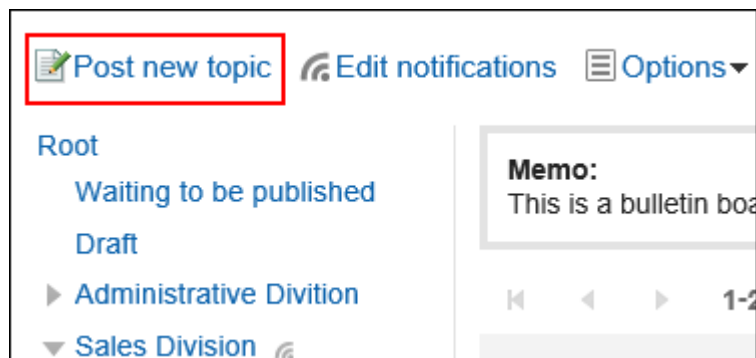 Post new topic Edit notifications Options
Root
Waiting to be published
Draft
Administrative Divition
Sales Division
Memo:
This is a bulletin
1-2